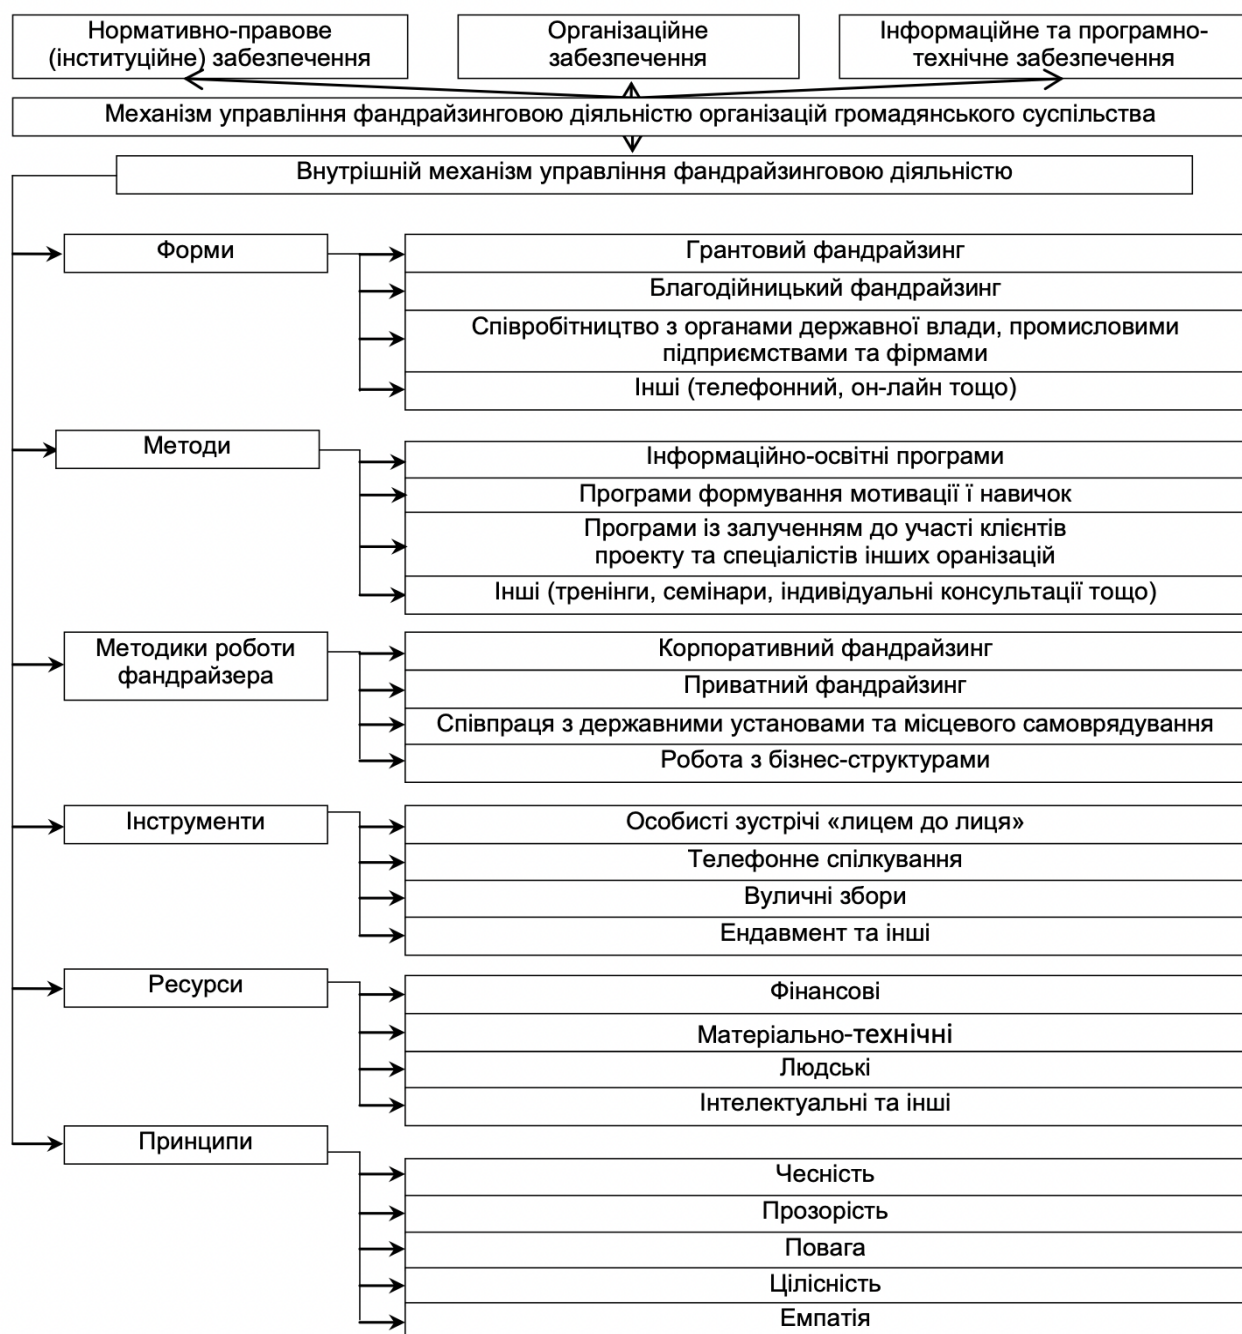 Нормативно-правове
(інституційне) забезпечення
Організаційне
забезпечення
Інформаційне та програмно-
технічне забезпечення
Механізм управління фандрайзинговою діяльністю організацій громадянського суспільства
Внутрішній механізм управління фандрайзинговою діяльністю
Форми
Грантовий фандрайзинг
Благодійницький фандрайзинг
Співробітництво з органами державної влади, промисловими
підприємствами та фірмами
Інші (телефонний, он-лайн тощо)
Методи
Інформаційно-освітні програми
Програми формування мотивації ї навичок
Програми із залученням до участі клієнтів
проекту та спеціалістів інших оранізацій
Інші (тренінги, семінари, індивідуальні консультації тощо)
Методики роботи
фандрайзера
Корпоративний фандрайзинг
Приватний фандрайзинг
Співпраця з державними установами та місцевого самоврядування
Робота з бізнес-структурами
Інструменти
Особисті зустрічі «лицем до лиця»
Телефонне спілкування
Вуличні збори
Ендавмент та інші
Ресурси
Фінансові
Матеріально-технічні
Людські
Інтелектуальні та інші
Принципи
Чесність
Прозорість
Повага
Цілісність
Емпатія